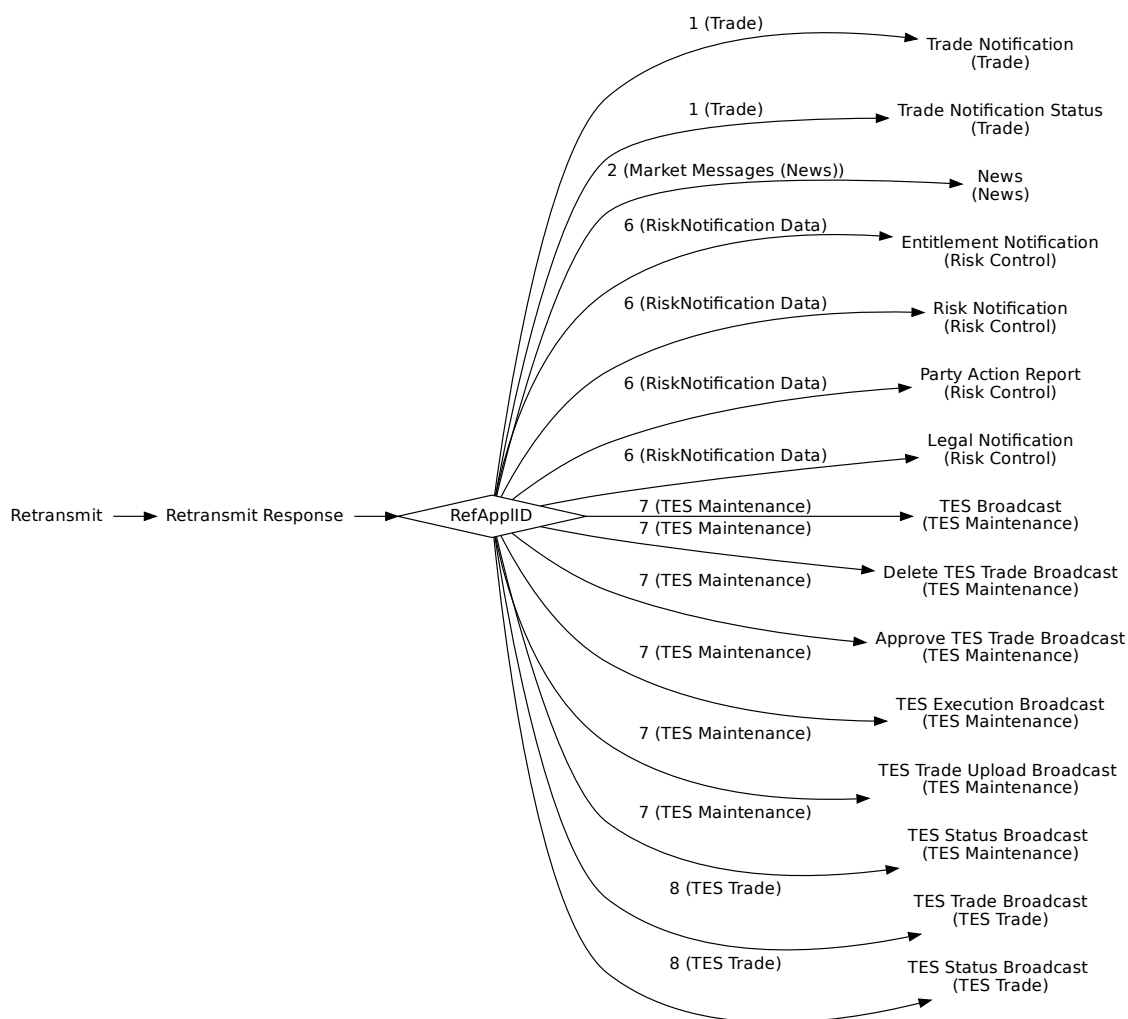 1 (Trade)
Trade Notification
(Trade)
1 (Trade)
Trade Notification Status
(Trade)
2 (Market Messages (News))
News
(News)
6 (RiskNotification Data)
Entitlement Notification
(Risk Control)
6 (RiskNotification Data)
Risk Notification
(Risk Control)
6 (RiskNotification Data)
Party Action Report
(Risk Control)
6 (RiskNotification Data)
Legal Notification
(Risk Control)
Retransmit
Retransmit Response
RefApplID
7 (TES Maintenance)
TES Broadcast
(TES Maintenance)
7 (TES Maintenance)
Delete TES Trade Broadcast
(TES Maintenance)
7 (TES Maintenance)
Approve TES Trade Broadcast
(TES Maintenance)
7 (TES Maintenance)
TES Execution Broadcast
(TES Maintenance)
7 (TES Maintenance)
TES Trade Upload Broadcast
(TES Maintenance)
7 (TES Maintenance)
TES Status Broadcast
(TES Maintenance)
8 (TES Trade)
TES Trade Broadcast
(TES Trade)
8 (TES Trade)
TES Status Broadcast
(TES Trade)